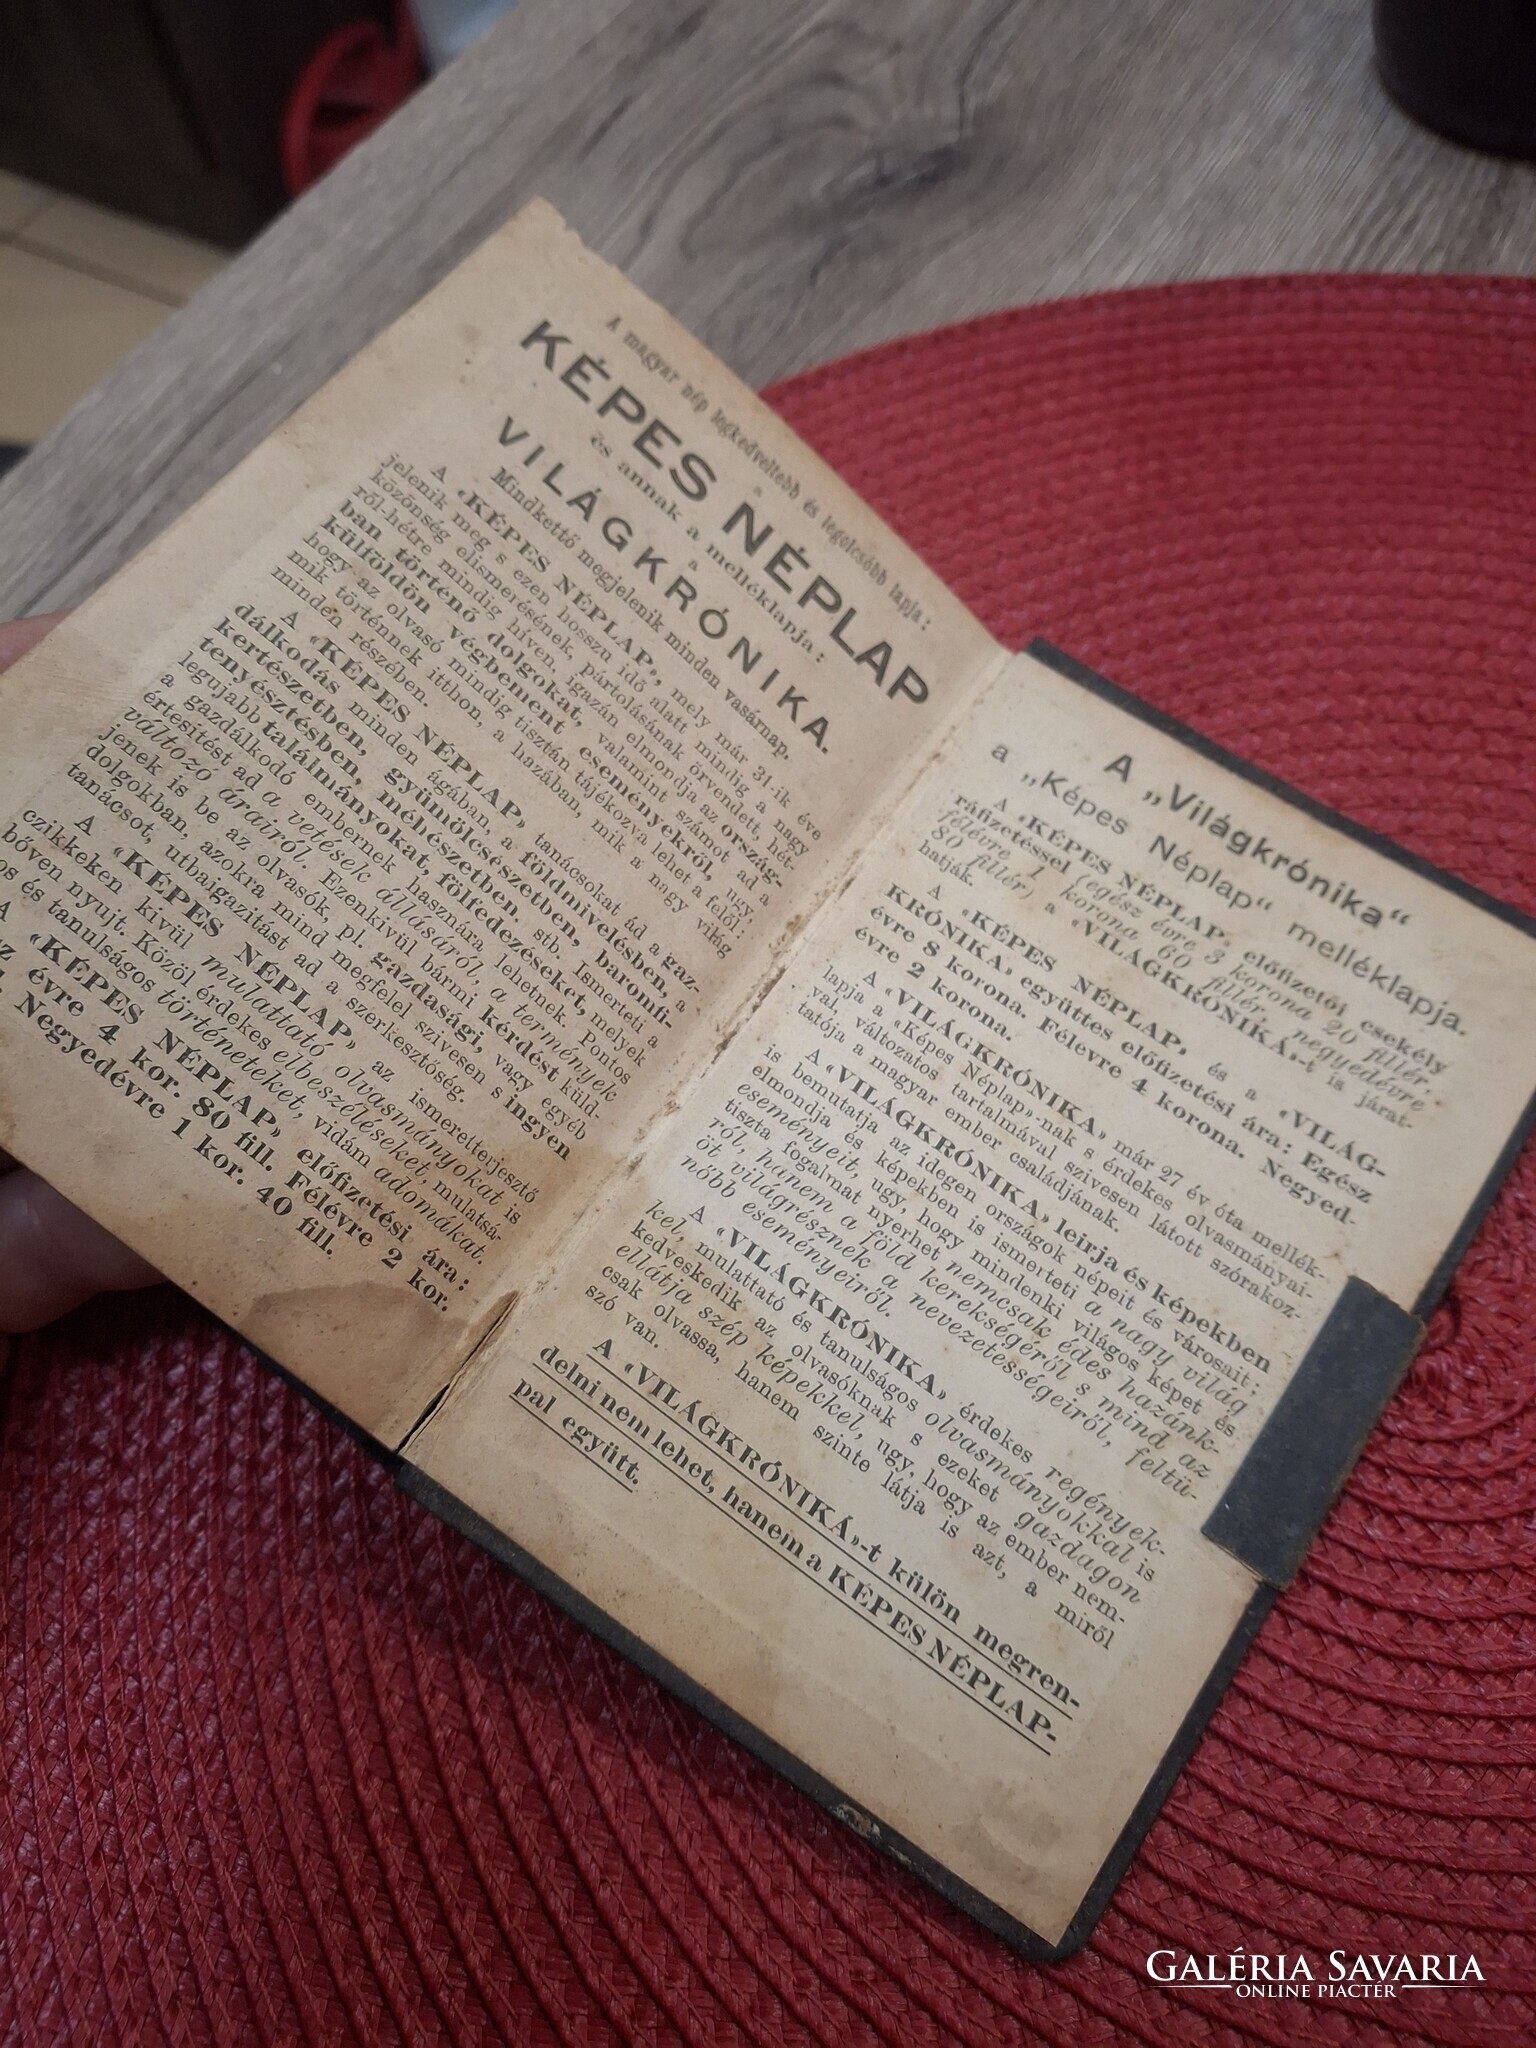 A magyar nép legkedveltebb és legolcsóbb lapja:
a
KÉPES NÉPLAP
és annak a melléklapja:
a
VILÁGKRÓNIKA.
Mindkettő megjelenik minden vasárnap.
A «KÉPES NÉPLAP», mely már 31-ik éve
jelenik meg s ezen hosszu idő alatt mindig a nagy
közönség elismerésének, pártolásának örvendett, hét-
ről-hétre mindig híven, igazán elmondja az ország-
ban történő dolgokat, valamint számot ad a
külföldön végbement eseményekről, ugy,
hogy az olvasó mindig tisztán tájékozva lehet a felől:
mik történnek itthon, a hazában, mik a nagy világ
minden részében.
A «KÉPES NÉPLAP» tanácsokat ád a gaz-
dálkodás minden ágában, a földmivelésben, a
kertészetben, gyümölcsészetben, baromfi-
tenyésztésben, méhészetben. stb. Ismerteti a
legujabb találmányokat, fölfedezéseket, melyek
a gazdálkodó embernek hasznára lehetnek. Pontos
értesitést ad a vetések állásáról, a termények
változó árairól. Ezenkivül bármi kérdést küld-
jenek is be az olvasók, pl. gazdasági, vagy egyéb
dolgokban, azokra mind megfelel szivesen s ingyen
tanácsot, utbaigazitást ad a szerkesztőség.
A «KÉPES NÉPLAP» az ismeretterjesztő
czikkeken kivül mulattató olvasmányokat is
bőven nyujt. Közöl érdekes elbeszéléseket, mulatsá-
os és tanulságos történeteket, vidám adomákat.
A «KÉPES NÉPLAP» előfizetési ára:
évre 4 kor. 80 fill. Félévre 2 kor.
Negyedévre 1 kor. 40 fill.
A „Világkrónika“
a „Képes Néplap“ melléklapja.
A «KÉPES NÉPLAP» előfizetői csekély
ráfizetéssel (egész évre 3 korona 20 fillér.
félévre 1 korona 60 fillér, negyedévre
80 fillér) a «VILÁGKRÓNIKÁ»-t is járat-
hatják.
A «KÉPES NÉPLAP» és a «VILÁG-
KRÓNIKA» együttes előfizetési ára: Egész
évre 8 korona. Félévre 4 korona. Negyed-
évre 2 korona.
A «VILÁGKRÓNIKA» már 27 év óta mellék-
lapja a «Képes Néplap»-nak s érdekes olvasmányai-
val, változatos tartalmával szivesen látott szórakoz-
tatója a magyar ember családjának.
A «VILÁGKRÓNIKA» leirja és képekben
is bemutatja az idegen országok népeit és városait;
elmondja és képekben is ismerteti a nagy világ
eseményeit, ugy, hogy mindenki világos képet és
tiszta fogalmat nyerhet nemcsak édes hazánk-
ról, hanem a föld kerekségéről s mind az
öt világrésznek a nevezetességeiről, feltü-
nőbb eseményeiről.
A «VILÁGKRÓNIKA» érdekes regények-
kel, mulattató és tanulságos olvasmányokkal is
kedveskedik az olvasóknak s ezeket gazdagon
ellátja szép képekkel, ugy, hogy az ember nem-
csak olvassa, hanem szinte látja is azt, a miről
szó van.
A «VILÁGKRÓNIKÁ»-t külön megren-
delni nem lehet, hanem a KÉPES NÉPLAP-
pal együtt.
GALÉRIA SAVARIA
ONLINE PIACTÉR